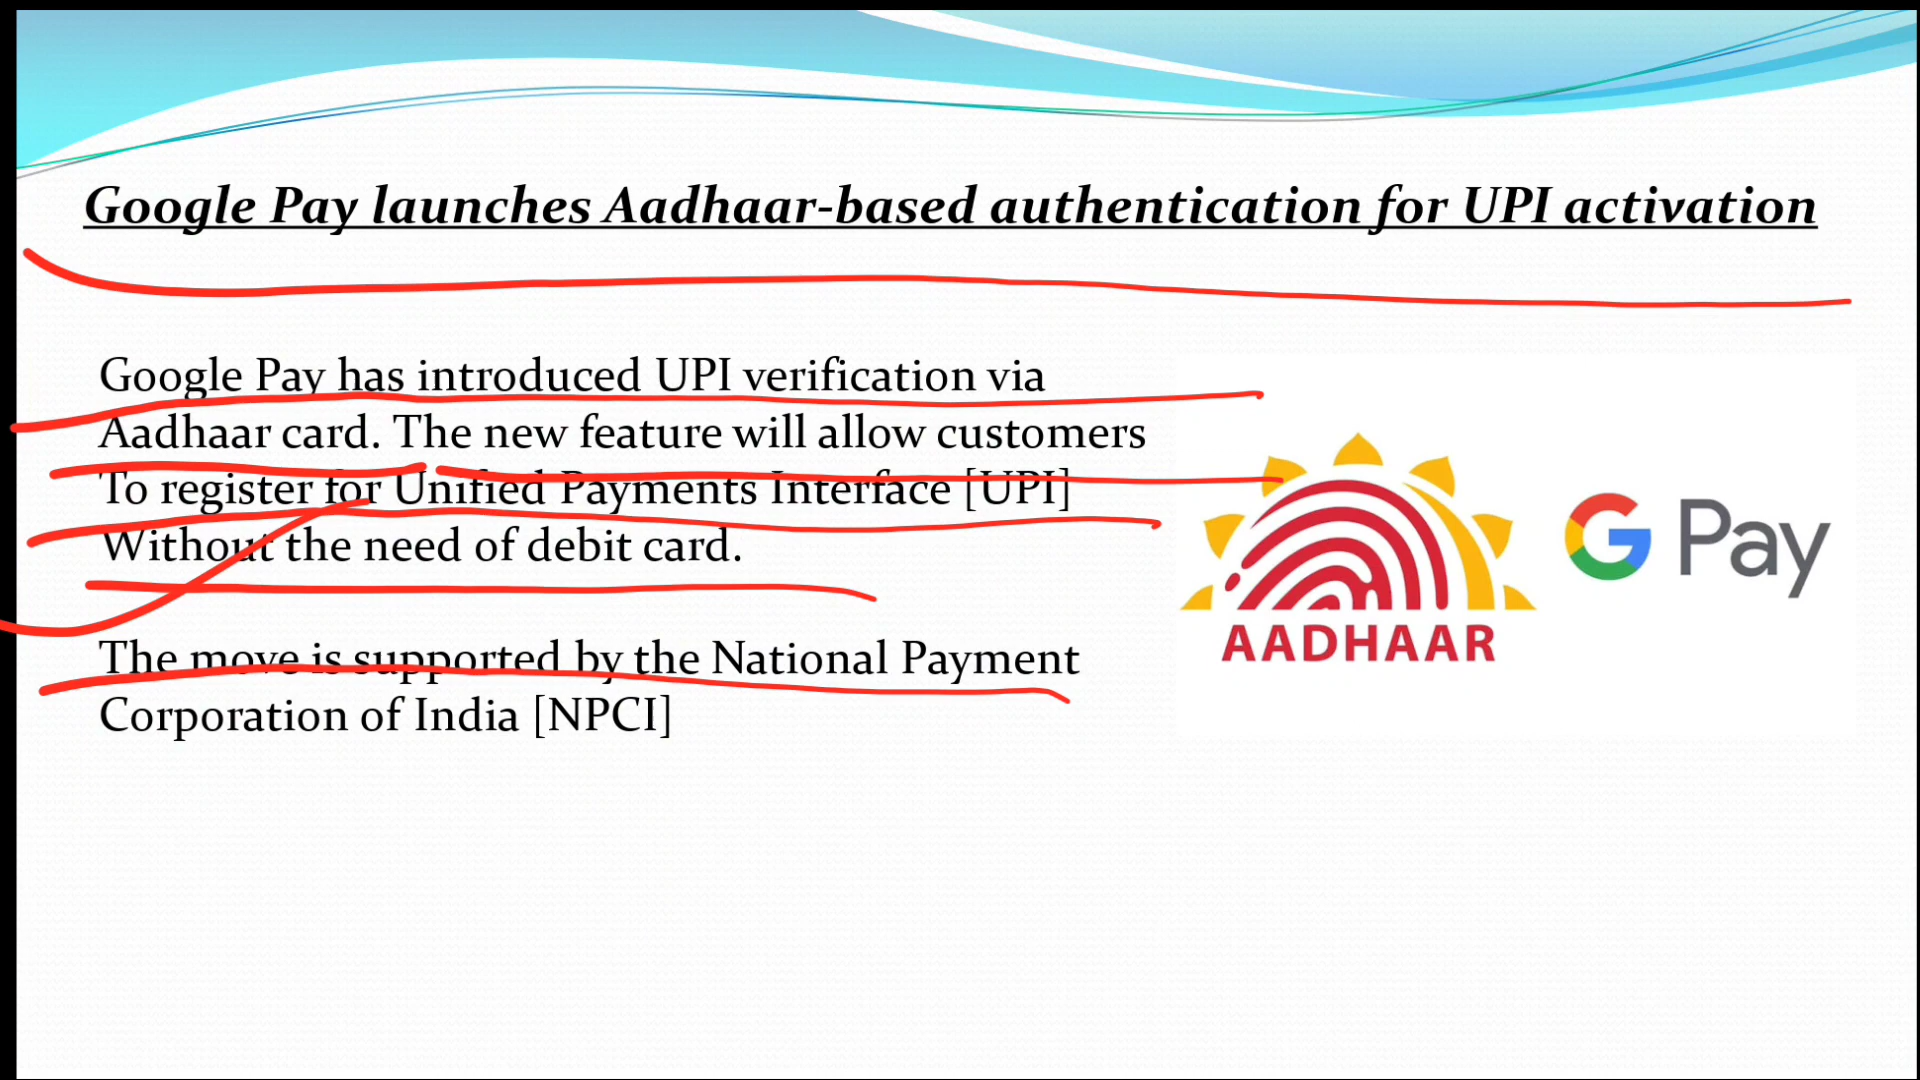 Google Pay launches Aadhaar-based authentication for UPI activation
Google Pay has introduced UPI verification via
Aadhaar card. The new feature will allow customers
To register for Unified Payments Interface [UPI]
Without the need of debit card.
The move is supported by the National Payment
Corporation of India [NPCI]
AADHAAR
G Pay